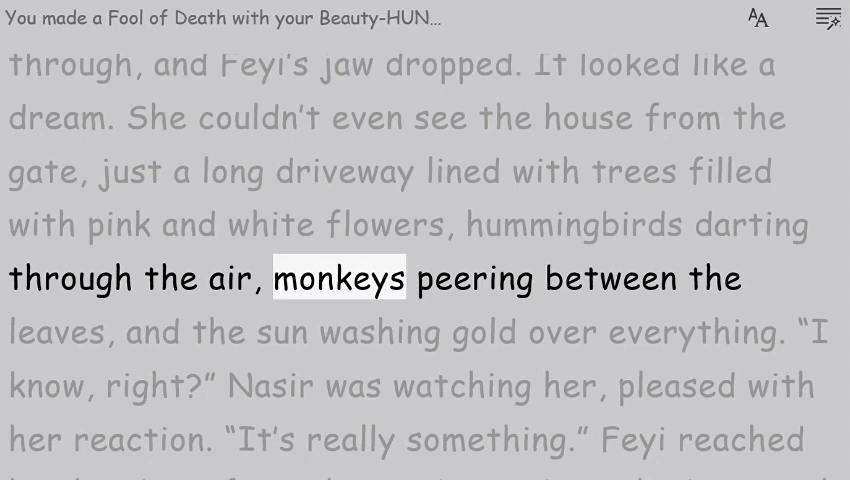 You made a Fool of Death with your Beauty-HUN...
AA
through, and Feyi's jaw dropped. It looked like a
dream. She couldn't even see the house from the
gate, just a long driveway lined with trees filled
with pink and white flowers, hummingbirds darting
through the air, monkeys peering between the
leaves, and the sun washing gold over everything. “I
know, right?” Nasir was watching her, pleased with
her reaction. “It's really something.” Feyi reached